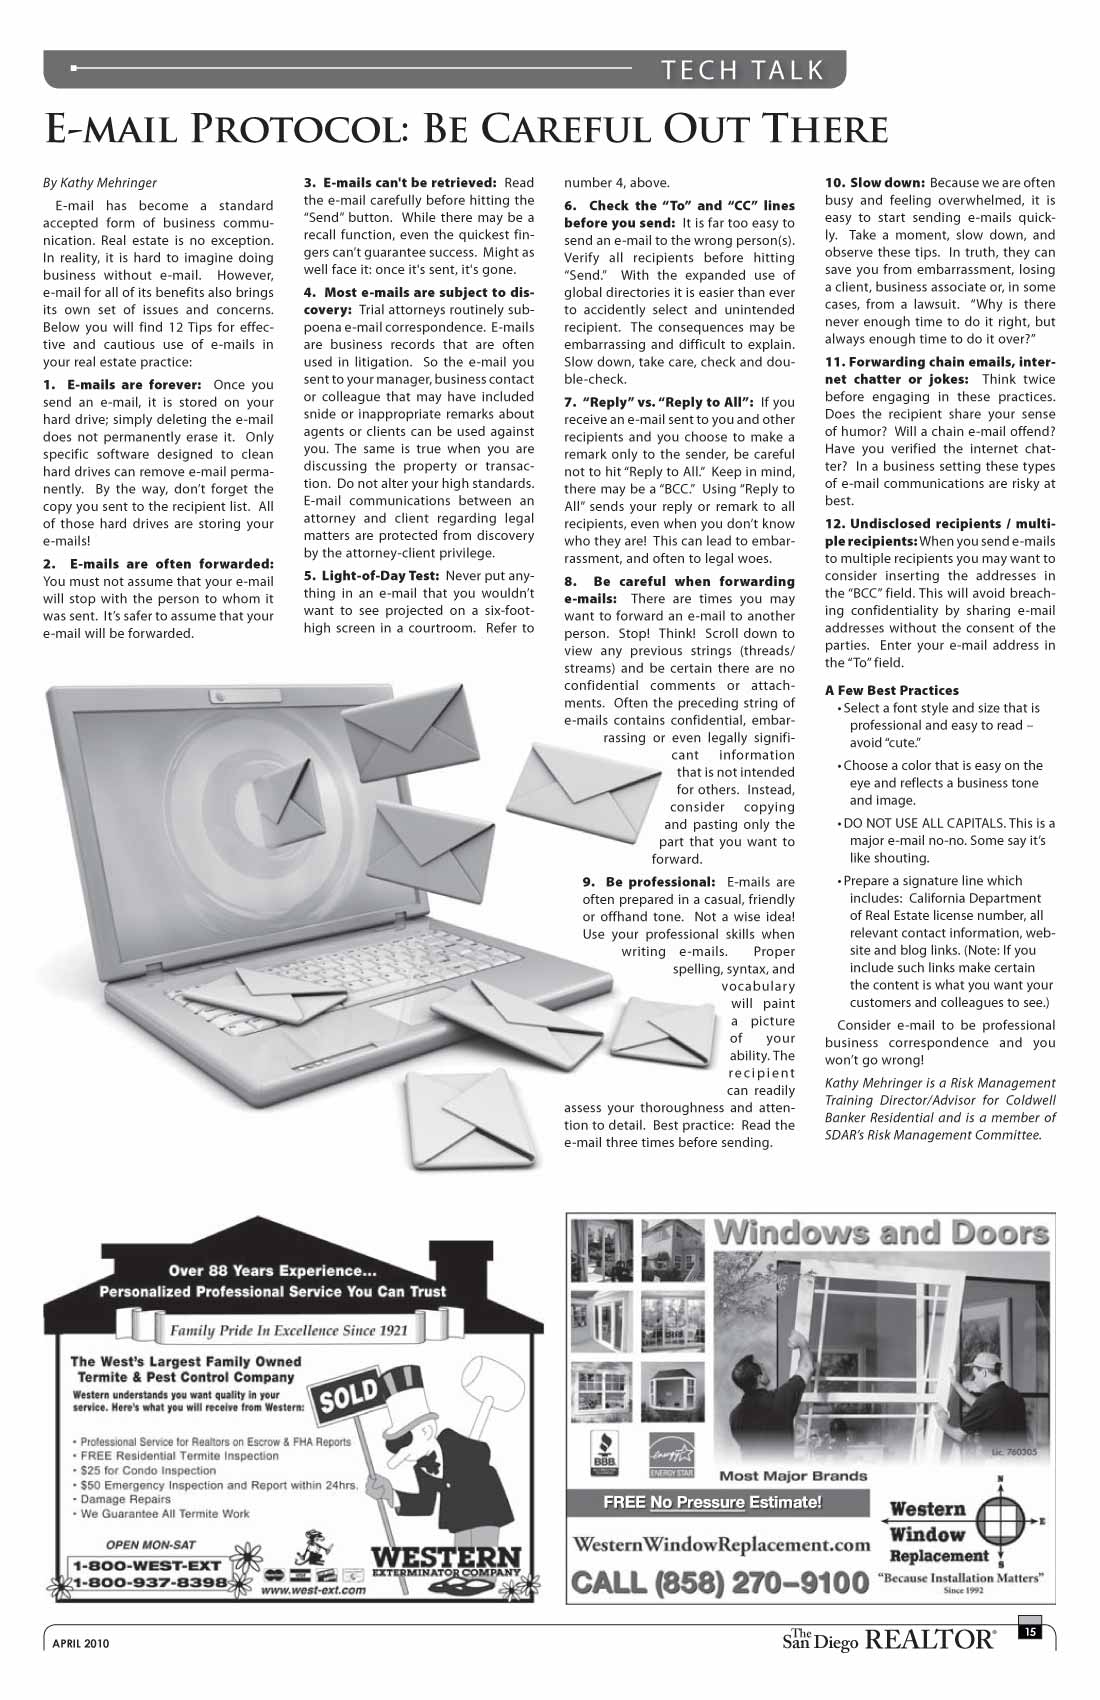 TECH TALK
E-MAIL PROTOCOL: BE CAREFUL OUT THERE
By Kathy Mehringer
E-mail has become a standard
accepted form of business commu-
nication. Real estate is no exception.
In reality, it is hard to imagine doing
business without e-mail. However,
e-mail for all of its benefits also brings
its own set of issues and concerns.
Below you will find 12 Tips for effec-
tive and cautious use of e-mails in
your real estate practice:
1. E-mails are forever: Once you
send an e-mail, it is stored on your
hard drive; simply deleting the e-mail
does not permanently erase it. Only
specific software designed to clean
hard drives can remove e-mail perma-
nently. By the way, don't forget the
copy you sent to the recipient list. All
of those hard drives are storing your
e-mails!
2. E-mails are often forwarded:
You must not assume that your e-mail
will stop with the person to whom it
was sent. It's safer to assume that your
e-mail will be forwarded.
3. E-mails can't be retrieved: Read
the e-mail carefully before hitting the
"Send" button. While there may be a
recall function, even the quickest fin-
gers can't guarantee success. Might as
well face it: once it's sent, it's gone.
4. Most e-mails are subject to dis-
covery: Trial attorneys routinely sub-
poena e-mail correspondence. E-mails
are business records that are often
used in litigation. So the e-mail you
sent to your manager, business contact
or colleague that may have included
snide or inappropriate remarks about
agents or clients can be used against
you. The same is true when you are
discussing the property or transac-
tion. Do not alter your high standards.
E-mail communications between an
attorney and client regarding legal
matters are protected from discovery
by the attorney-client privilege.
5. Light-of-Day Test: Never put any-
thing in an e-mail that you wouldn't
want to see projected on a six-foot-
high screen in a courtroom. Refer to
number 4, above.
6. Check the "To" and "CC" lines
before you send: It is far too easy to
send an e-mail to the wrong person(s).
Verify all recipients before hitting
"Send." With the expanded use of
global directories it is easier than ever
to accidently select and unintended
recipient. The consequences may be
embarrassing and difficult to explain.
Slow down, take care, check and dou-
ble-check.
7. "Reply" vs. "Reply to All": If you
receive an e-mail sent to you and other
recipients and you choose to make a
remark only to the sender, be careful
not to hit "Reply to All." Keep in mind,
there may be a "BCC." Using "Reply to
All" sends your reply or remark to all
recipients, even when you don't know
who they are! This can lead to embar-
rassment, and often to legal woes.
8. Be careful when forwarding
e-mails: There are times you may
want to forward an e-mail to another
person. Stop! Think! Scroll down to
view any previous strings (threads/
streams) and be certain there are no
confidential comments or attach-
ments. Often the preceding string of
e-mails contains confidential, embar-
rassing or even legally signifi-
cant information
that is not intended
for others. Instead,
consider copying
and pasting only the
part that you want to
forward.
9. Be professional: E-mails are
often prepared in a casual, friendly
or offhand tone. Not a wise idea!
Use your professional skills when
writing e-mails. Proper
spelling, syntax, and
vocabulary
will paint
a picture
of your
ability. The
recipient
can readily
assess your thoroughness and atten-
tion to detail. Best practice: Read the
e-mail three times before sending.
10. Slow down: Because we are often
busy and feeling overwhelmed, it is
easy to start sending e-mails quick-
ly. Take a moment, slow down, and
observe these tips. In truth, they can
save you from embarrassment, losing
a client, business associate or, in some
cases, from a lawsuit. "Why is there
never enough time to do it right, but
always enough time to do it over?"
11. Forwarding chain emails, inter-
net chatter or jokes: Think twice
before engaging in these practices.
Does the recipient share your sense
of humor? Will a chain e-mail offend?
Have you verified the internet chat-
ter? In a business setting these types
of e-mail communications are risky at
best.
12. Undisclosed recipients / multi-
ple recipients: When you send e-mails
to multiple recipients you may want to
consider inserting the addresses in
the "BCC" field. This will avoid breach-
ing confidentiality by sharing e-mail
addresses without the consent of the
parties. Enter your e-mail address in
the "To" field.
A Few Best Practices
• Select a font style and size that is
professional and easy to read –
avoid "cute."
• Choose a color that is easy on the
eye and reflects a business tone
and image.
• DO NOT USE ALL CAPITALS. This is a
major e-mail no-no. Some say it's
like shouting.
• Prepare a signature line which
includes: California Department
of Real Estate license number, all
relevant contact information, web-
site and blog links. (Note: If you
include such links make certain
the content is what you want your
customers and colleagues to see.)
Consider e-mail to be professional
business correspondence and you
won't go wrong!
Kathy Mehringer is a Risk Management
Training Director/Advisor for Coldwell
Banker Residential and is a member of
SDAR's Risk Management Committee.
Over 88 Years Experience...
Personalized Professional Service You Can Trust
Family Pride In Excellence Since 1921
The West's Largest Family Owned
Termite & Pest Control Company
Western understands you want quality in your
service. Here's what you will receive from Western:
SOLD
• Professional Service for Realtors on Escrow & FHA Reports
• FREE Residential Termite Inspection
• $25 for Condo Inspection
• $50 Emergency Inspection and Report within 24hrs.
• Damage Repairs
• We Guarantee All Termite Work
OPEN MON-SAT
1-800-WEST-EXT
1-800-937-8398
www.west-ext.com
WESTERN
EXTERMINATOR COMPANY
Windows and Doors
Lic. 760305
BBB
energy
ENERGY STAR
Most Major Brands
FREE No Pressure Estimate!
WesternWindowReplacement.com
CALL (858) 270-9100
N
Western
Window
E
Replacement
S
"Because Installation Matters"
Since 1992
APRIL 2010
The San Diego REALTOR®
15